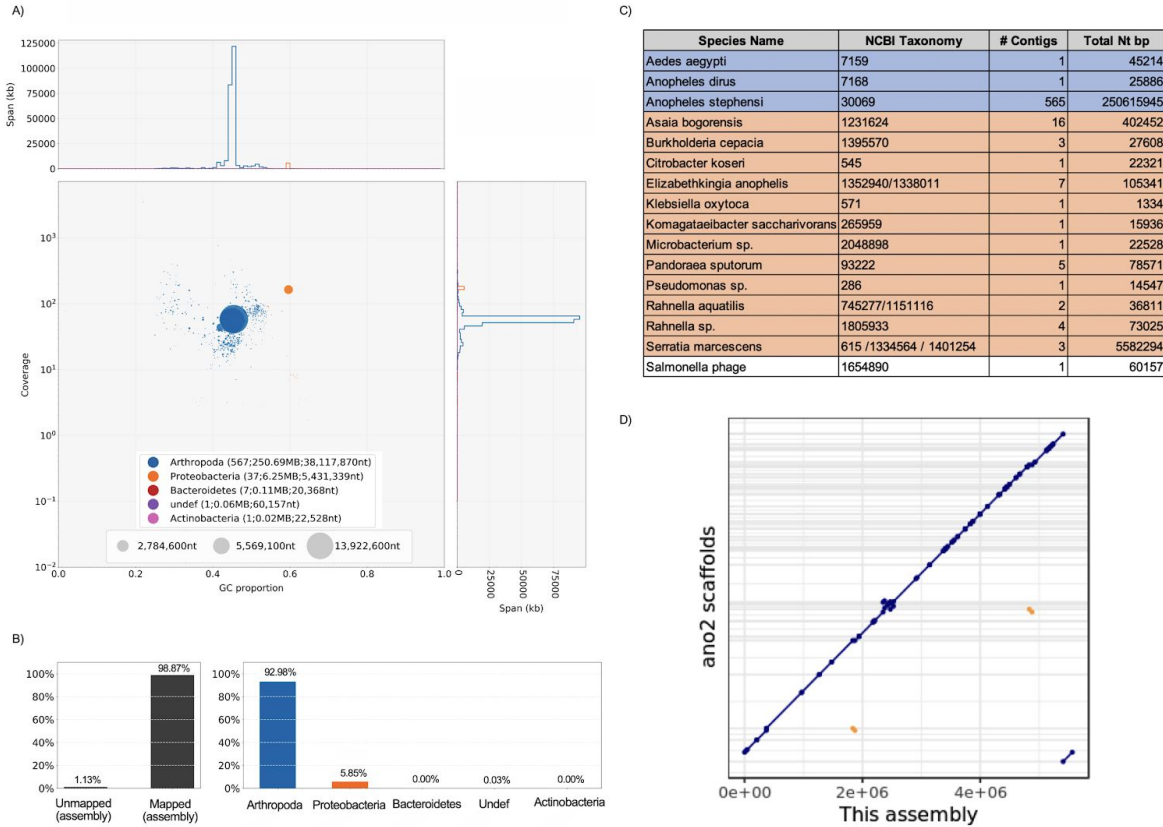 A)
125000
100000
75000
50000
25000
0
Span (kb)
10^3
10^2
10^1
10^0
10^-1
10^-2
Coverage
Arthropoda (567;250.69MB;38,117,870nt)
Proteobacteria (37;6.25MB;5,431,339nt)
Bacteroidetes (7;0.11MB;20,368nt)
undef (1;0.06MB;60,157nt)
Actinobacteria (1;0.02MB;22,528nt)
2,784,600nt 5,569,100nt 13,922,600nt
0.0 0.2 0.4 0.6 0.8 1.0
GC proportion
0 25000 50000 75000
Span (kb)
B)
100%
80%
60%
40%
20%
0%
1.13% 98.87%
Unmapped (assembly)
Mapped (assembly)
100%
80%
60%
40%
20%
0%
92.98% 5.85% 0.00% 0.03% 0.00%
Arthropoda Proteobacteria Bacteroidetes Undef Actinobacteria
C)
Species Name NCBI Taxonomy # Contigs Total Nt bp
Aedes aegypti 7159 1 45214
Anopheles dirus 7168 1 25886
Anopheles stephensi 30069 565 250615945
Asaia bogorensis 1231624 16 402452
Burkholderia cepacia 1395570 3 27608
Citrobacter koseri 545 1 22321
Elizabethkingia anophelis 1352940/1338011 7 105341
Klebsiella oxytoca 571 1 1334
Komagataeibacter saccharivorans 265959 1 15936
Microbacterium sp. 2048898 1 22528
Pandoraea sputorum 93222 5 78571
Pseudomonas sp. 286 1 14547
Rahnella aquatilis 745277/1151116 2 36811
Rahnella sp. 1805933 4 73025
Serratia marcescens 615 /1334564 / 1401254 3 5582294
Salmonella phage 1654890 1 60157
D)
ano2 scaffolds
0e+00 2e+06 4e+06
This assembly